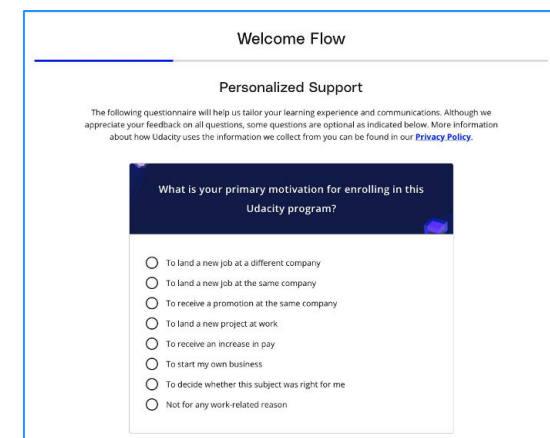 Welcome Flow
Personalized Support
The following questionnaire will help us tailor your learning experience and communications. Although we
appreciate your feedback on all questions, some questions are optional as indicated below. More information
about how Udacity uses the information we collect from you can be found in our Privacy Policy.
What is your primary motivation for enrolling in this
Udacity program?
To land a new job at a different company
To land a new job at the same company
To receive a promotion at the same company
To land a new project at work
To receive an increase in pay
To start my own business
To decide whether this subject was right for me
Not for any work-related reason